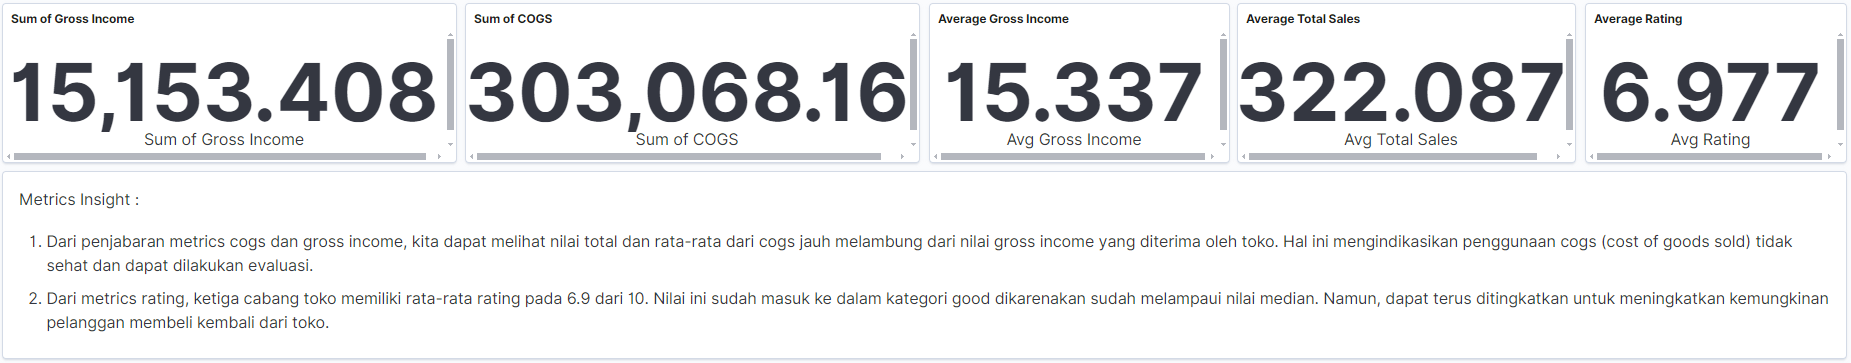 Sum of Gross Income
15,153.408
Sum of Gross Income
Sum of COGS
303,068.16
Sum of COGS
Average Gross Income
15.337
Avg Gross Income
Average Total Sales
322.087
Avg Total Sales
Average Rating
6.977
Avg Rating
Metrics Insight :
1. Dari penjabaran metrics cogs dan gross income, kita dapat melihat nilai total dan rata-rata dari cogs jauh melambung dari nilai gross income yang diterima oleh toko. Hal ini mengindikasikan penggunaan cogs (cost of goods sold) tidak
sehat dan dapat dilakukan evaluasi.
2. Dari metrics rating, ketiga cabang toko memiliki rata-rata rating pada 6.9 dari 10. Nilai ini sudah masuk ke dalam kategori good dikarenakan sudah melampaui nilai median. Namun, dapat terus ditingkatkan untuk meningkatkan kemungkinan
pelanggan membeli kembali dari toko.